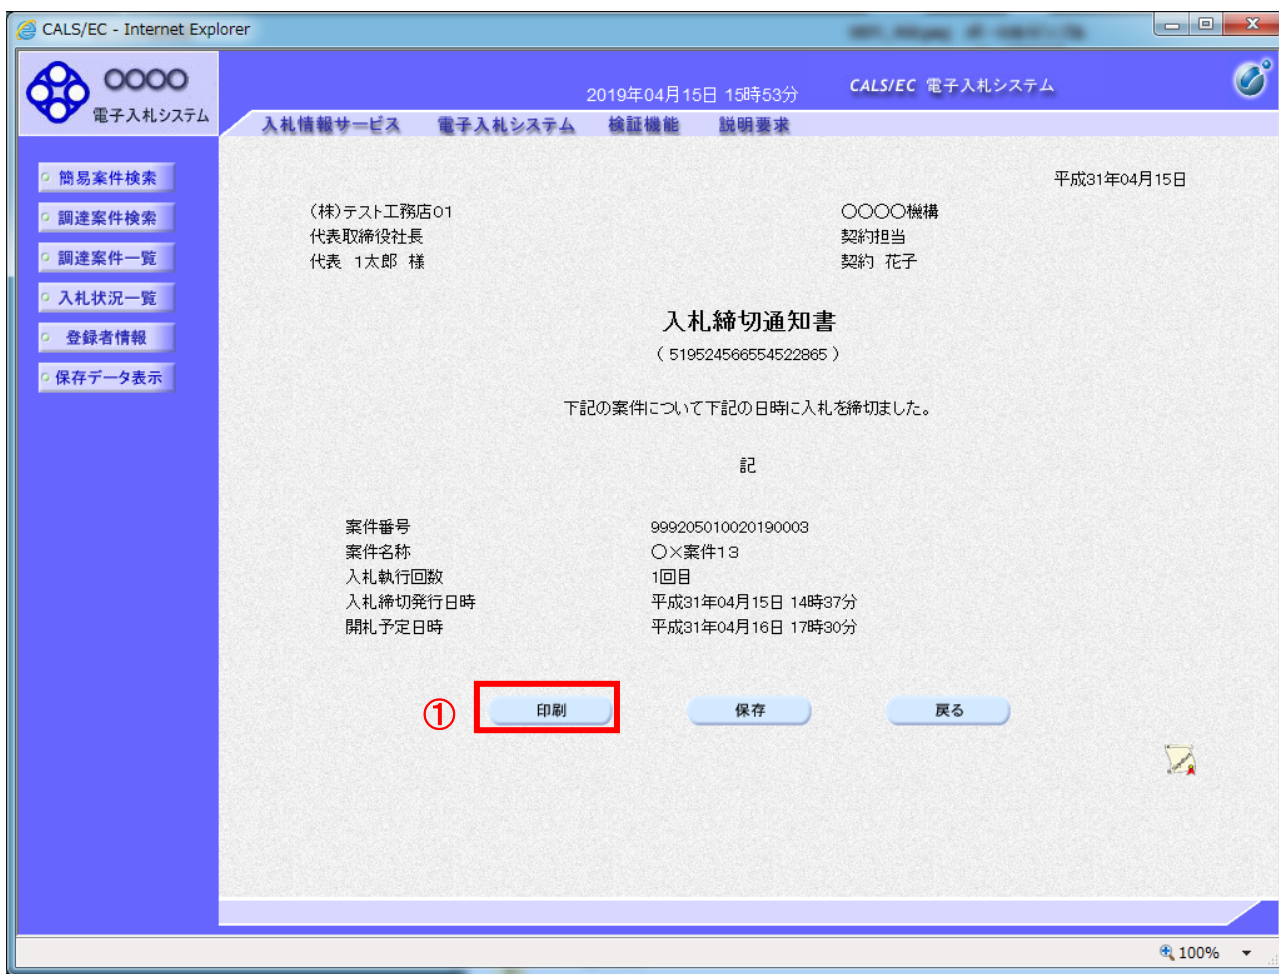 CALS/EC - Internet Explorer
OOOO
電子入札システム
2019年04月15日 15時53分
CALS/EC 電子入札システム
入札情報サービス 電子入札システム 検証機能 説明要求
簡易案件検索
調達案件検索
調達案件一覧
入札状況一覧
登録者情報
保存データ表示
平成31年04月15日
(株)テスト工務店01
代表取締役社長
代表 1太郎 様
〇〇〇〇機構
契約担当
契約 花子
入札締切通知書
( 519524566554522865 )
下記の案件について下記の日時に入札を締切ました。
記
案件番号 999205010020190003
案件名称 〇×案件13
入札執行回数 1回目
入札締切発行日時 平成31年04月15日 14時37分
開札予定日時 平成31年04月16日 17時30分
① 印刷 保存 戻る
100%